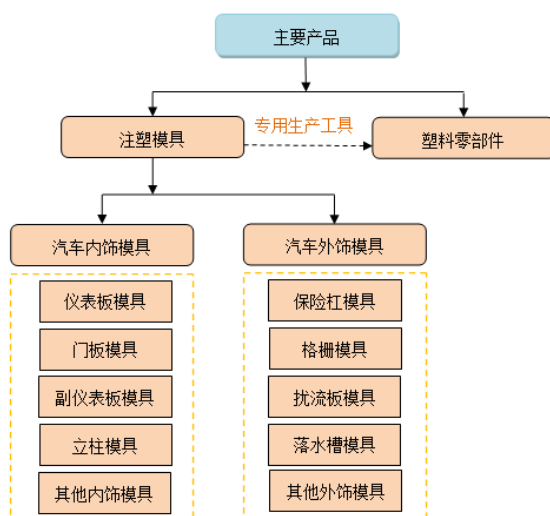 主要产品
注塑模具
专用生产工具
塑料零部件
汽车内饰模具
汽车外饰模具
仪表板模具
门板模具
副仪表板模具
立柱模具
其他内饰模具
保险杠模具
格栅模具
扰流板模具
落水槽模具
其他外饰模具